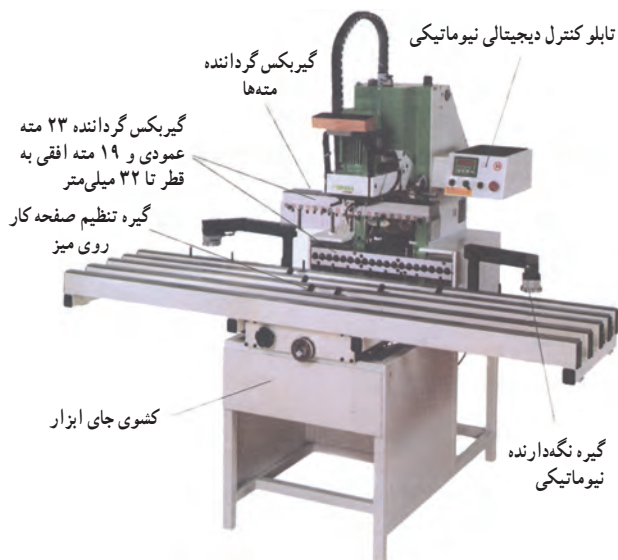 تابلو کنترل دیجیتالی نیوماتیکی
گیربکس گرداننده
مته‌ها
گیربکس گرداننده ۲۳ مته
عمودی و ۱۹ مته افقی به
قطر تا ۳۲ میلی‌متر
گیره تنظیم صفحه کار
روی میز
کشوی جای ابزار
گیره نگه‌دارنده
نیوماتیکی